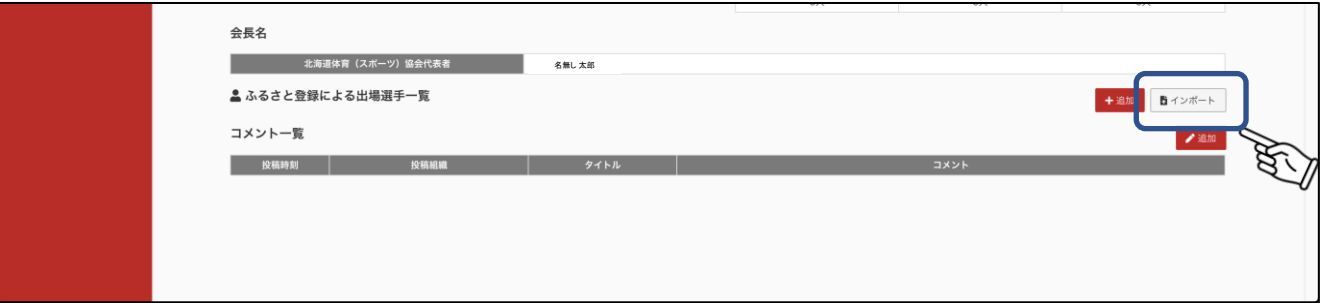 会長名
北海道体育（スポーツ）協会代表者 名無し 太郎
ふるさと登録による出場選手一覧 追加 インポート
コメント一覧 追加
投稿時刻 投稿組織 タイトル コメント